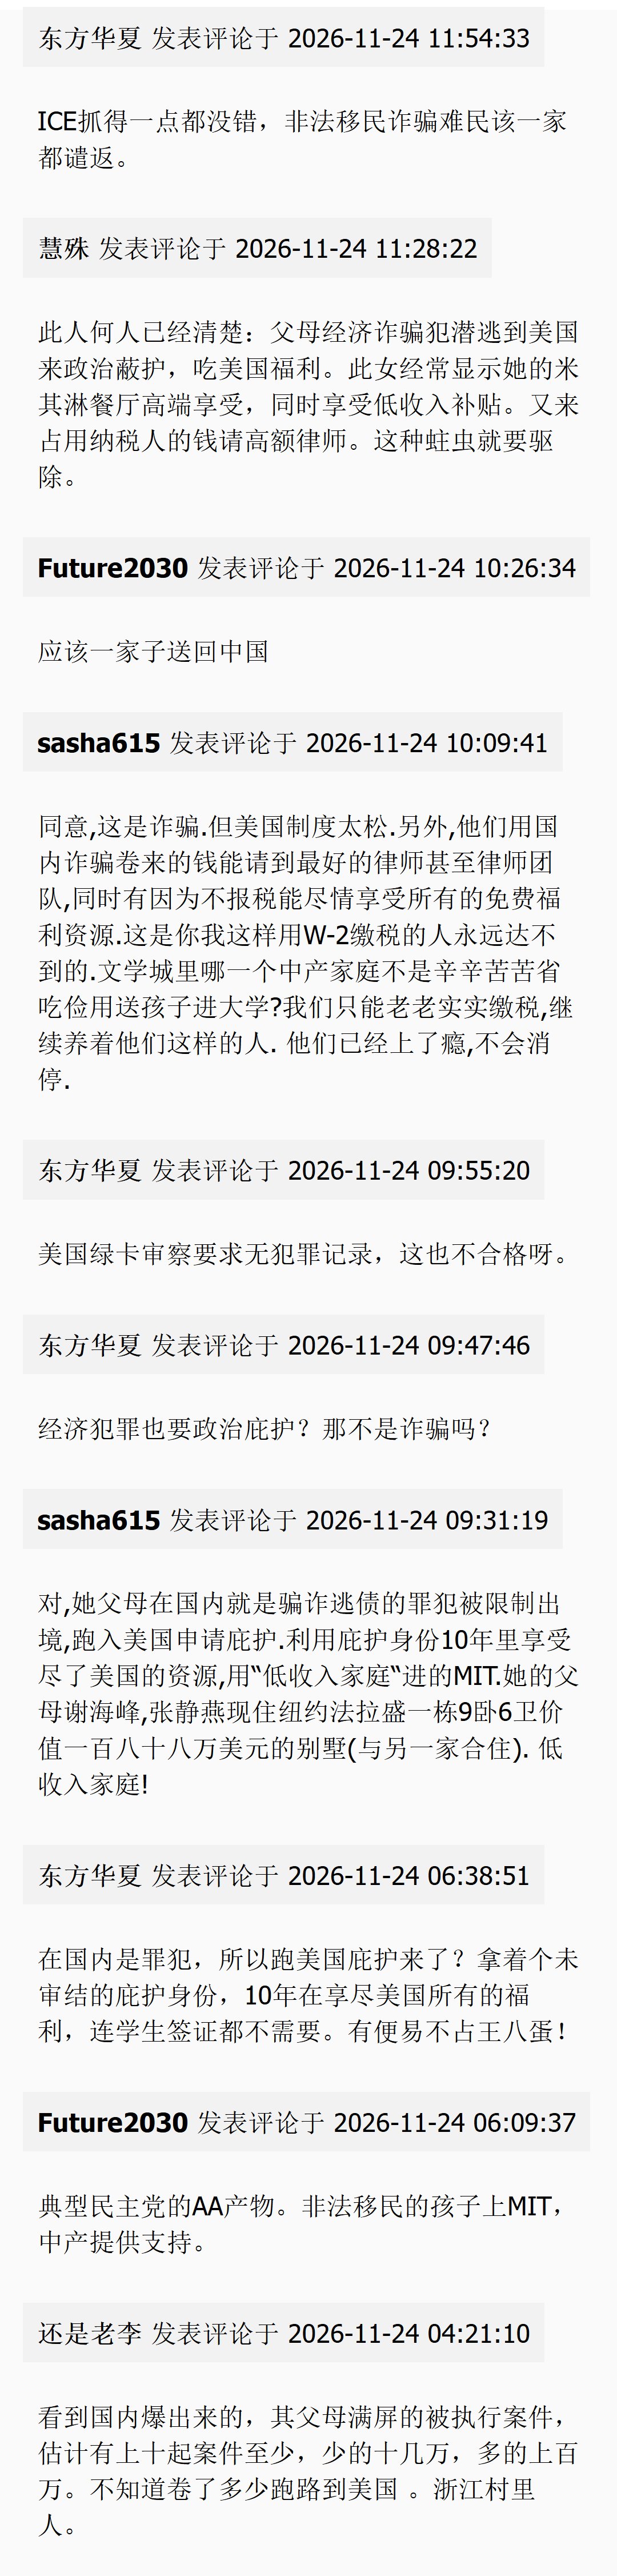 东方华夏 发表评论于 2026-11-24 11:54:33
ICE抓得一点都没错，非法移民诈骗难民该一家
都谴返。
慧殊 发表评论于 2026-11-24 11:28:22
此人何人已经清楚：父母经济诈骗犯潜逃到美国
来政治蔽护，吃美国福利。此女经常显示她的米
其淋餐厅高端享受，同时享受低收入补贴。又来
占用纳税人的钱请高额律师。这种蛀虫就要驱
除。
Future2030 发表评论于 2026-11-24 10:26:34
应该一家子送回中国
sasha615 发表评论于 2026-11-24 10:09:41
同意,这是诈骗.但美国制度太松.另外,他们用国
内诈骗卷来的钱能请到最好的律师甚至律师团
队,同时有因为不报税能尽情享受所有的免费福
利资源.这是你我这样用W-2缴税的人永远达不
到的.文学城里哪一个中产家庭不是辛辛苦苦省
吃俭用送孩子进大学?我们只能老老实实缴税,继
续养着他们这样的人. 他们已经上了瘾,不会消
停.
东方华夏 发表评论于 2026-11-24 09:55:20
美国绿卡审察要求无犯罪记录，这也不合格呀。
东方华夏 发表评论于 2026-11-24 09:47:46
经济犯罪也要政治庇护？那不是诈骗吗？
sasha615 发表评论于 2026-11-24 09:31:19
对,她父母在国内就是骗诈逃债的罪犯被限制出
境,跑入美国申请庇护.利用庇护身份10年里享受
尽了美国的资源,用“低收入家庭“进的MIT.她的父
母谢海峰,张静燕现住纽约法拉盛一栋9卧6卫价
值一百八十八万美元的别墅(与另一家合住). 低
收入家庭!
东方华夏 发表评论于 2026-11-24 06:38:51
在国内是罪犯，所以跑美国庇护来了？拿着个未
审结的庇护身份，10年在享尽美国所有的福
利，连学生签证都不需要。有便易不占王八蛋！
Future2030 发表评论于 2026-11-24 06:09:37
典型民主党的AA产物。非法移民的孩子上MIT，
中产提供支持。
还是老李 发表评论于 2026-11-24 04:21:10
看到国内爆出来的，其父母满屏的被执行案件，
估计有上十起案件至少，少的十几万，多的上百
万。不知道卷了多少跑路到美国 。浙江村里
人。